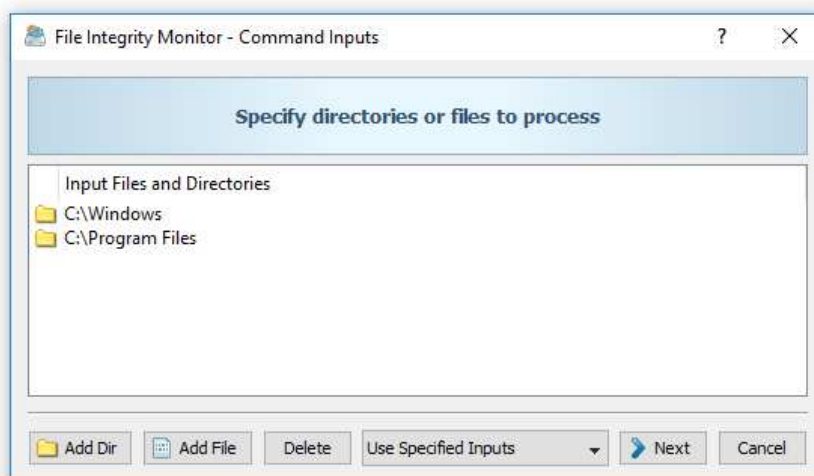 File Integrity Monitor - Command Inputs ?
Specify directories or files to process
Input Files and Directories
C:\Windows
C:\Program Files
Add Dir Add File Delete Use Specified Inputs Next Cancel